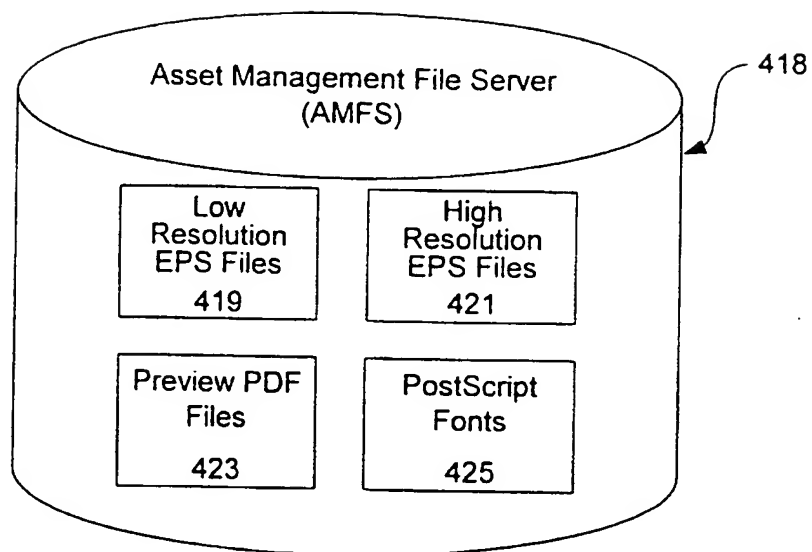 Asset Management File Server
(AMFS)
418
Low
Resolution
EPS Files
419
High
Resolution
EPS Files
421
Preview PDF
Files
423
PostScript
Fonts
425